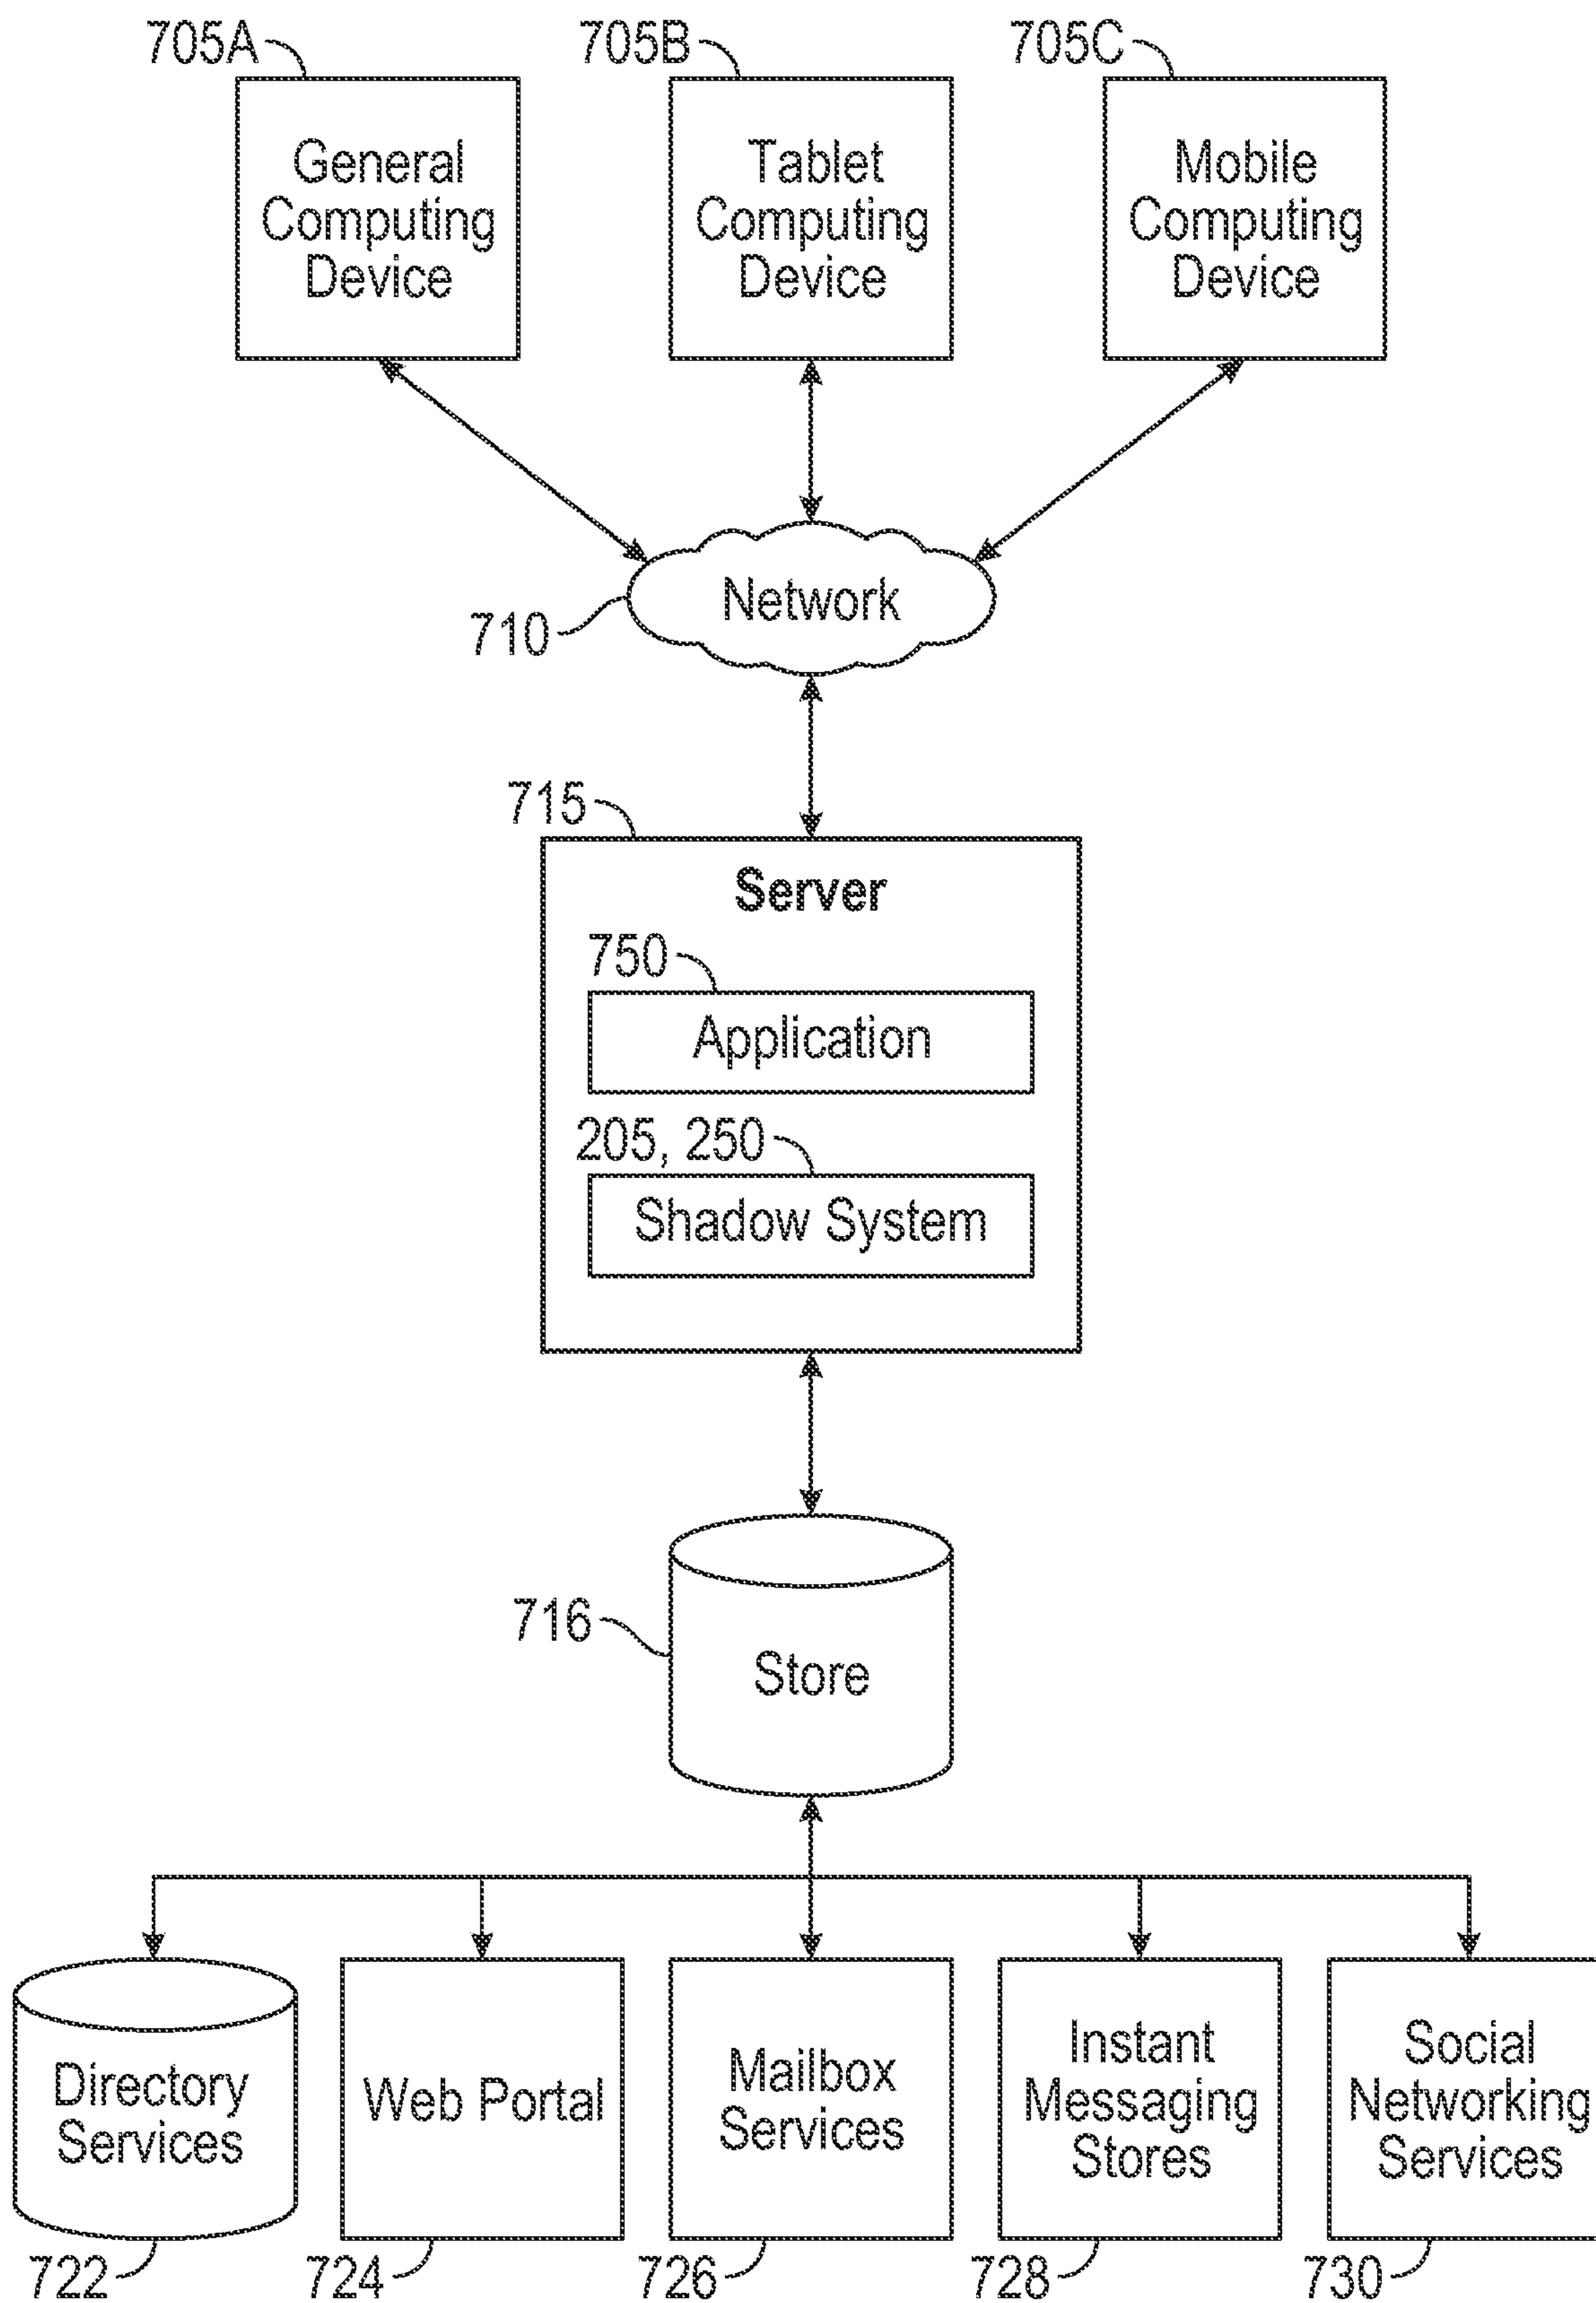 705A
705B
705C
General
Computing
Device
Tablet
Computing
Device
Mobile
Computing
Device
Network
710
715
Server
750
Application
205, 250
Shadow System
716
Store
Directory
Services
Web Portal
Mailbox
Services
Instant
Messaging
Stores
Social
Networking
Services
722
724
726
728
730